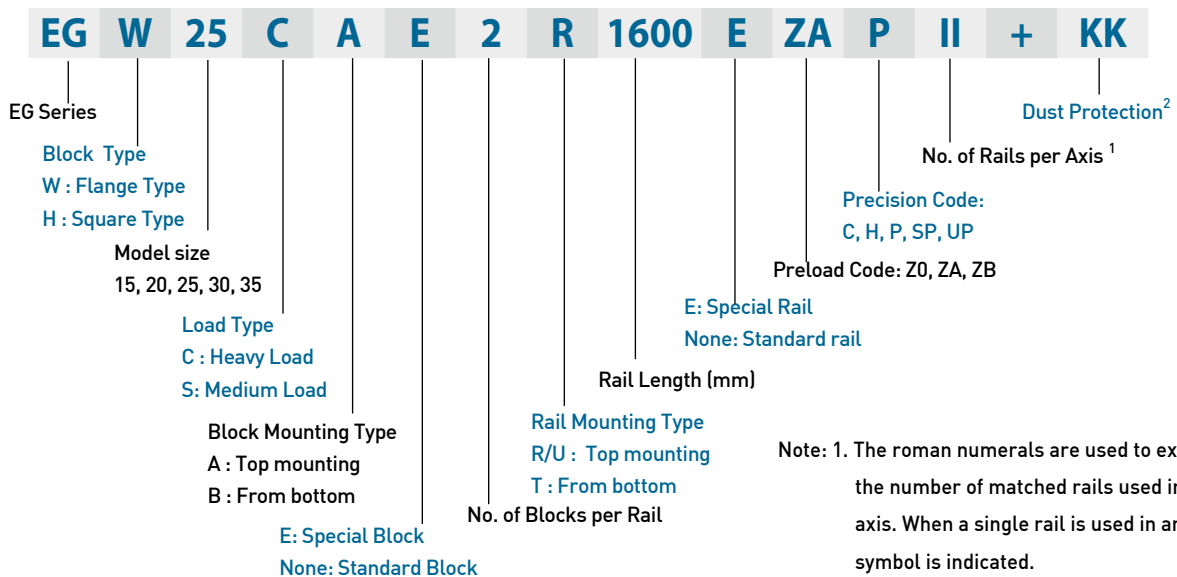 EG W 25 C A E 2 R 1600 E ZA P II + KK
EG Series
Block Type
W : Flange Type
H : Square Type
Model size
15, 20, 25, 30, 35
Load Type
C : Heavy Load
S: Medium Load
Block Mounting Type
A : Top mounting
B : From bottom
E: Special Block
None: Standard Block
No. of Blocks per Rail
Rail Mounting Type
R/U : Top mounting
T : From bottom
Rail Length (mm)
E: Special Rail
None: Standard rail
Preload Code: Z0, ZA, ZB
Precision Code:
C, H, P, SP, UP
No. of Rails per Axis 1
Dust Protection2
Note: 1. The roman numerals are used to ex
the number of matched rails used in
axis. When a single rail is used in an
symbol is indicated.